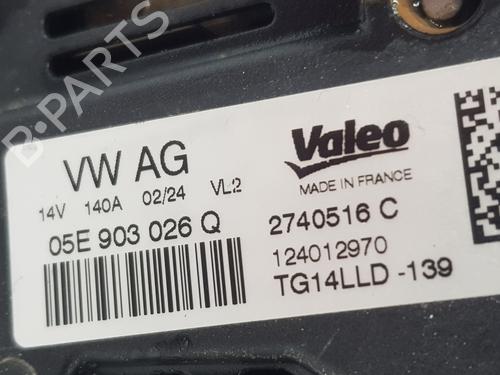 B-PARTS
VW AG
14V 140A 02/24 VL2
05E 903 026 Q
Valeo
MADE IN FRANCE
2740516 C
124012970
TG14LLD -139